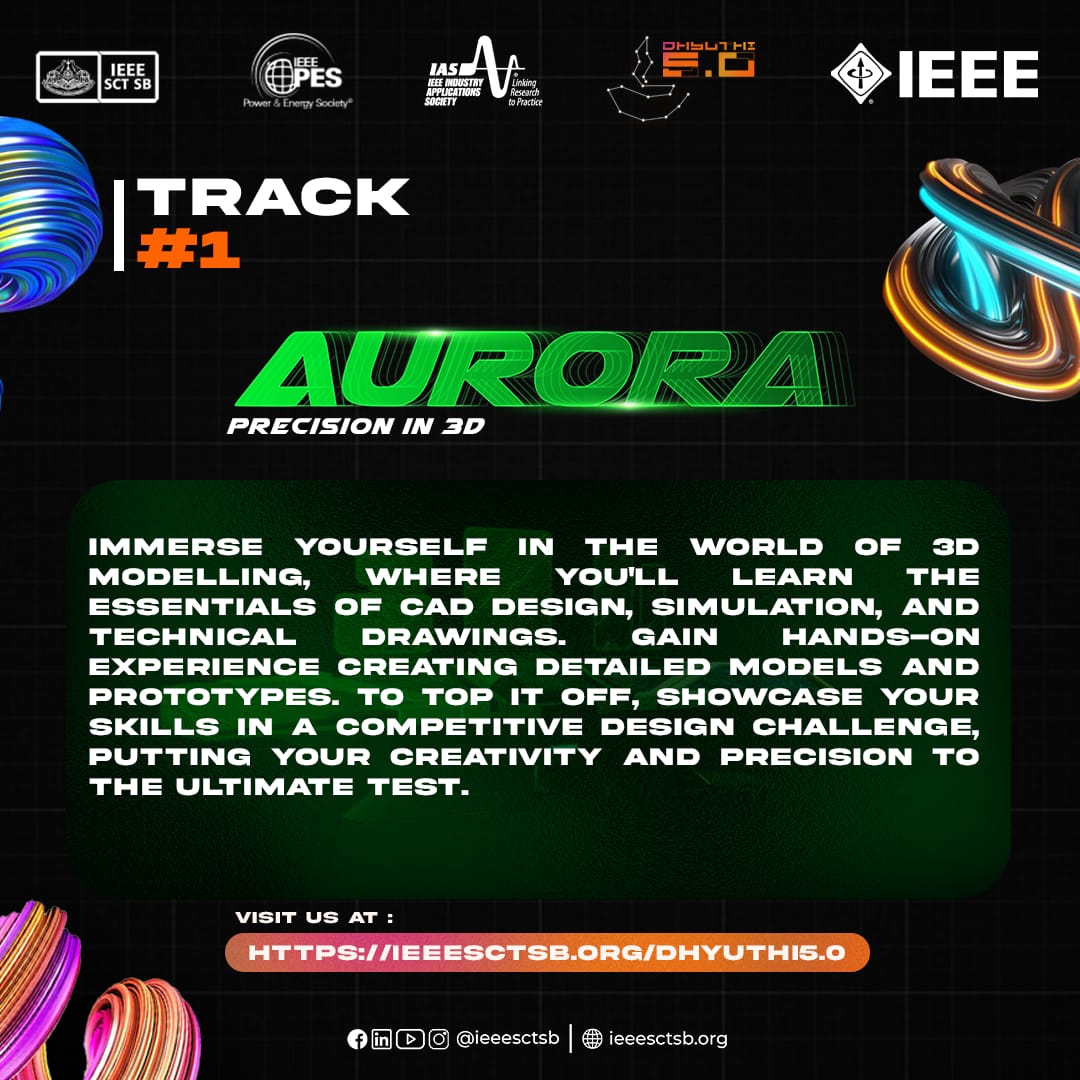 IEEE
SCT SB
IEEE
PES
Power & Energy Society®
IAS
IEEE INDUSTRY
APPLICATIONS
SOCIETY
®
Linking
Research
to Practice
DHYUTHI
5.0
IEEE
®
TRACK
#1
AURORA
PRECISION IN 3D
IMMERSE YOURSELF IN THE WORLD OF 3D
MODELLING, WHERE YOU'LL LEARN THE
ESSENTIALS OF CAD DESIGN, SIMULATION, AND
TECHNICAL DRAWINGS. GAIN HANDS-ON
EXPERIENCE CREATING DETAILED MODELS AND
PROTOTYPES. TO TOP IT OFF, SHOWCASE YOUR
SKILLS IN A COMPETITIVE DESIGN CHALLENGE,
PUTTING YOUR CREATIVITY AND PRECISION TO
THE ULTIMATE TEST.
VISIT US AT :
HTTPS://IEEESCTSB.ORG/DHYUTHI5.0
@ieeesctsb | ieeesctsb.org